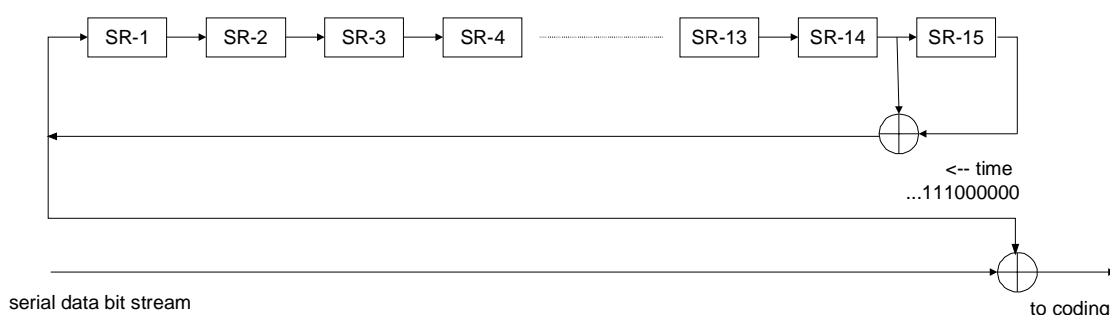 SR-1 SR-2 SR-3 SR-4 SR-13 SR-14 SR-15
<-- time
...111000000
serial data bit stream
to coding